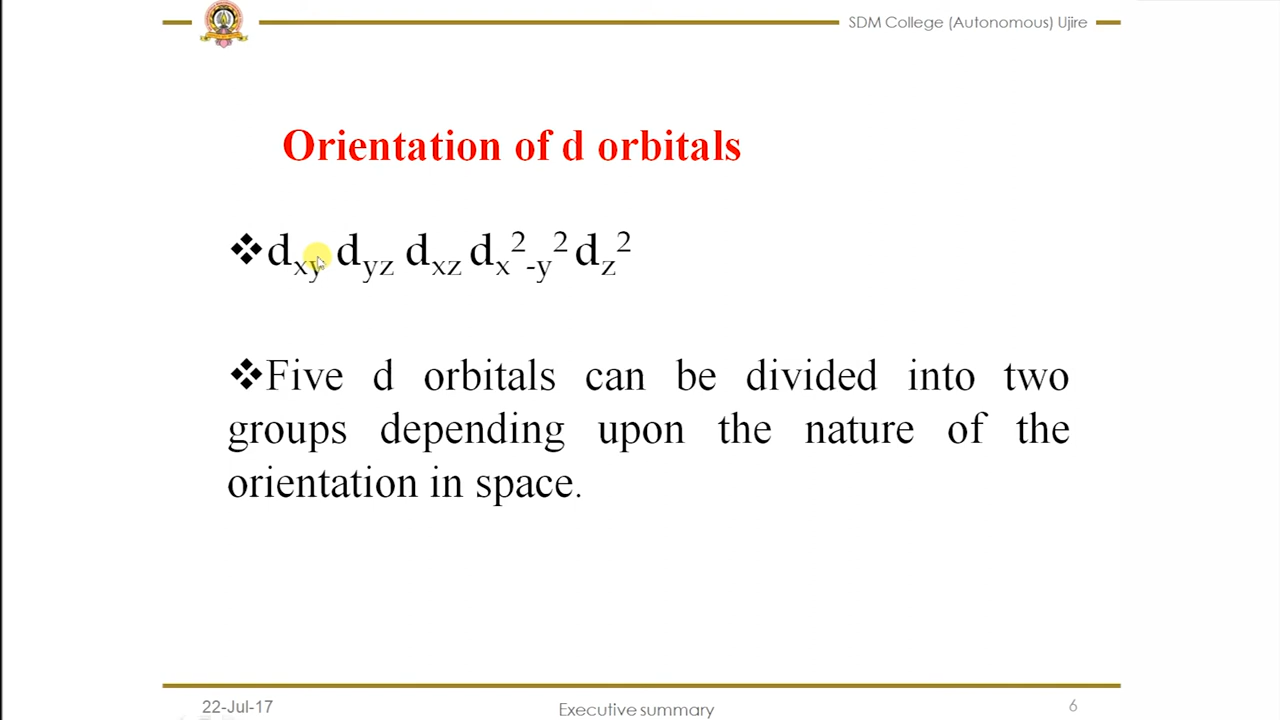 SDM College (Autonomous) Ujire
Orientation of d orbitals
❖dxy dyz dxz dx²-y² dz²
❖Five d orbitals can be divided into two
groups depending upon the nature of the
orientation in space.
22-Jul-17
Executive summary
6